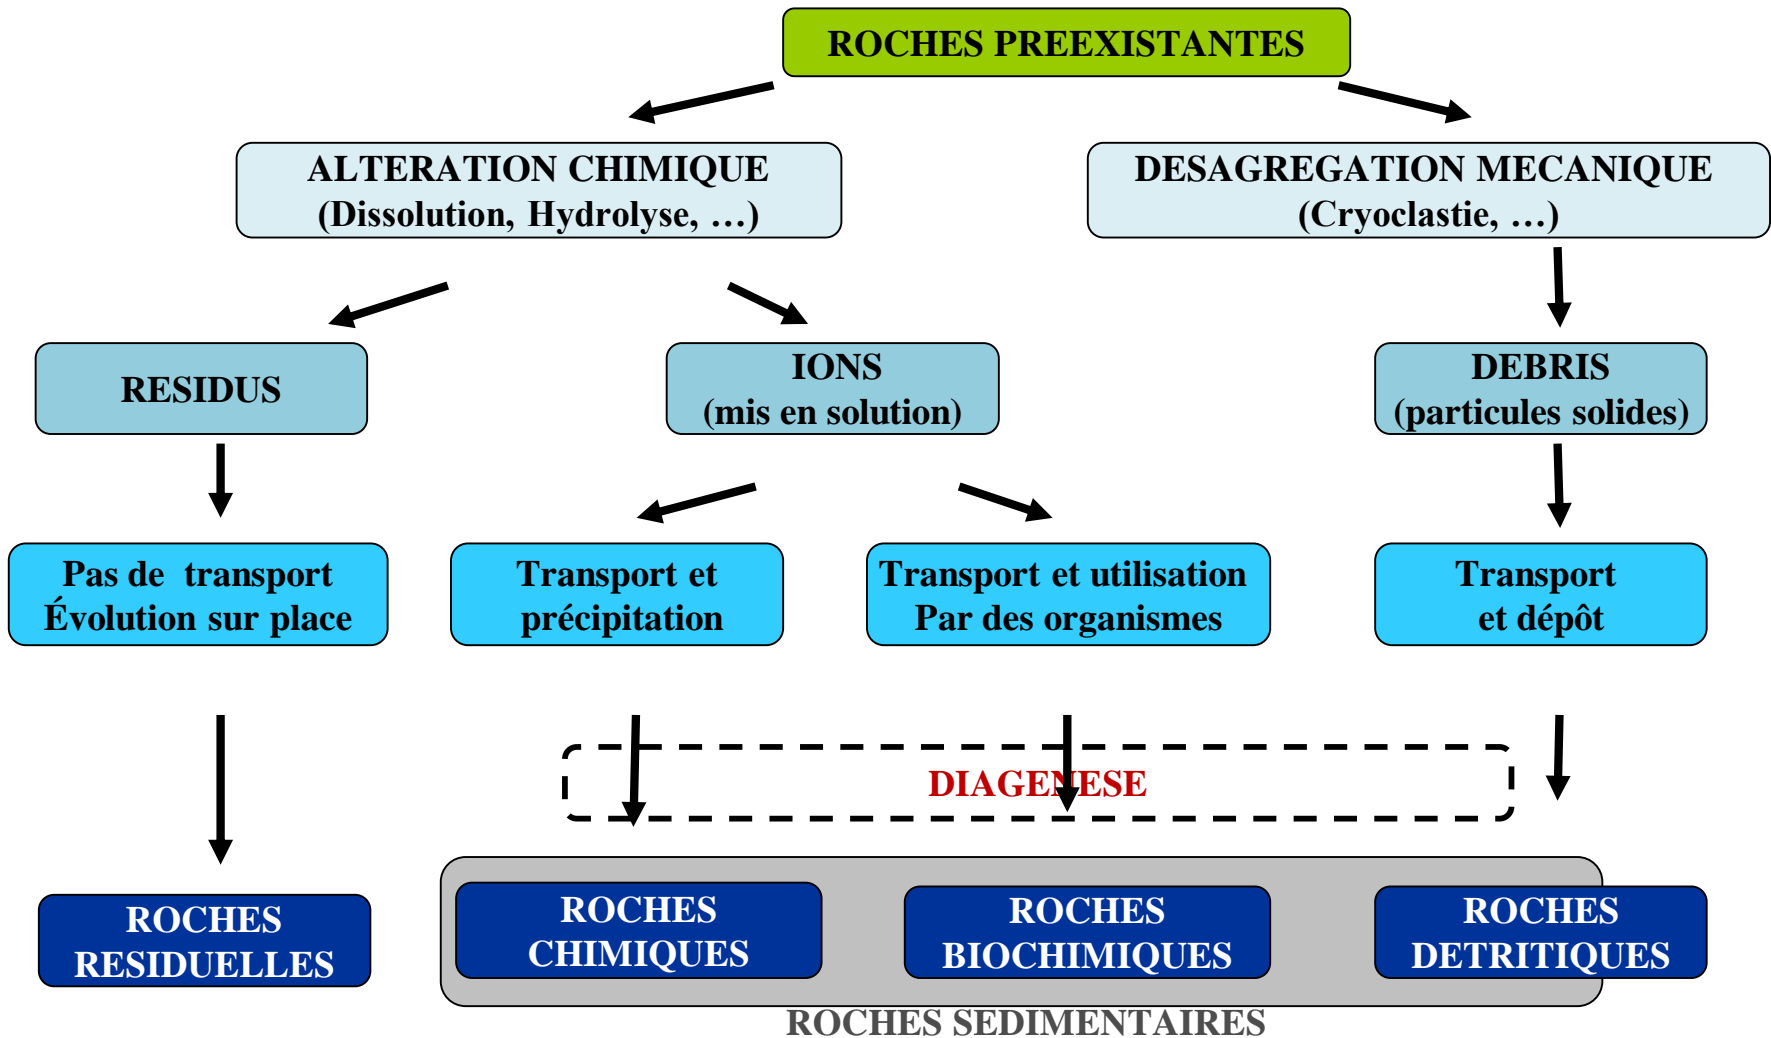 ROCHES PREEXISTANTES
ALTERATION CHIMIQUE
(Dissolution, Hydrolyse, …)
DESAGREGATION MECANIQUE
(Cryoclastie, …)
RESIDUS
IONS
(mis en solution)
DEBRIS
(particules solides)
Pas de transport
Évolution sur place
Transport et
précipitation
Transport et utilisation
Par des organismes
Transport
et dépôt
DIAGENESE
ROCHES
RESIDUELLES
ROCHES
CHIMIQUES
ROCHES
BIOCHIMIQUES
ROCHES
DETRITIQUES
ROCHES SEDIMENTAIRES